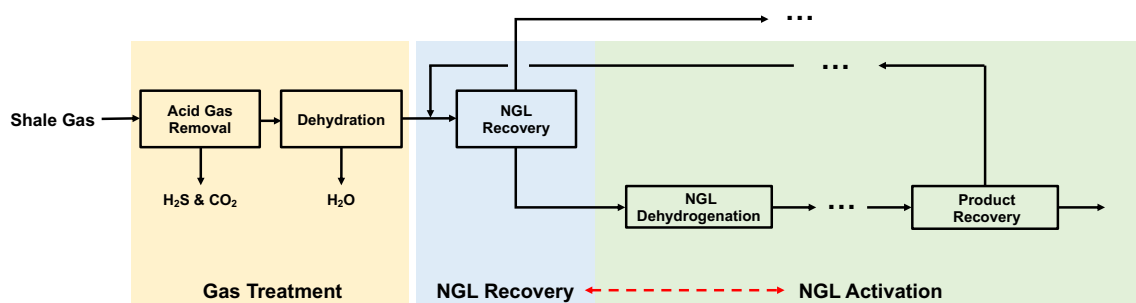 ...
...
Shale Gas
Acid Gas
Removal
Dehydration
NGL
Recovery
H₂S & CO₂
H₂O
NGL
Dehydrogenation
...
Product
Recovery
Gas Treatment
NGL Recovery
NGL Activation